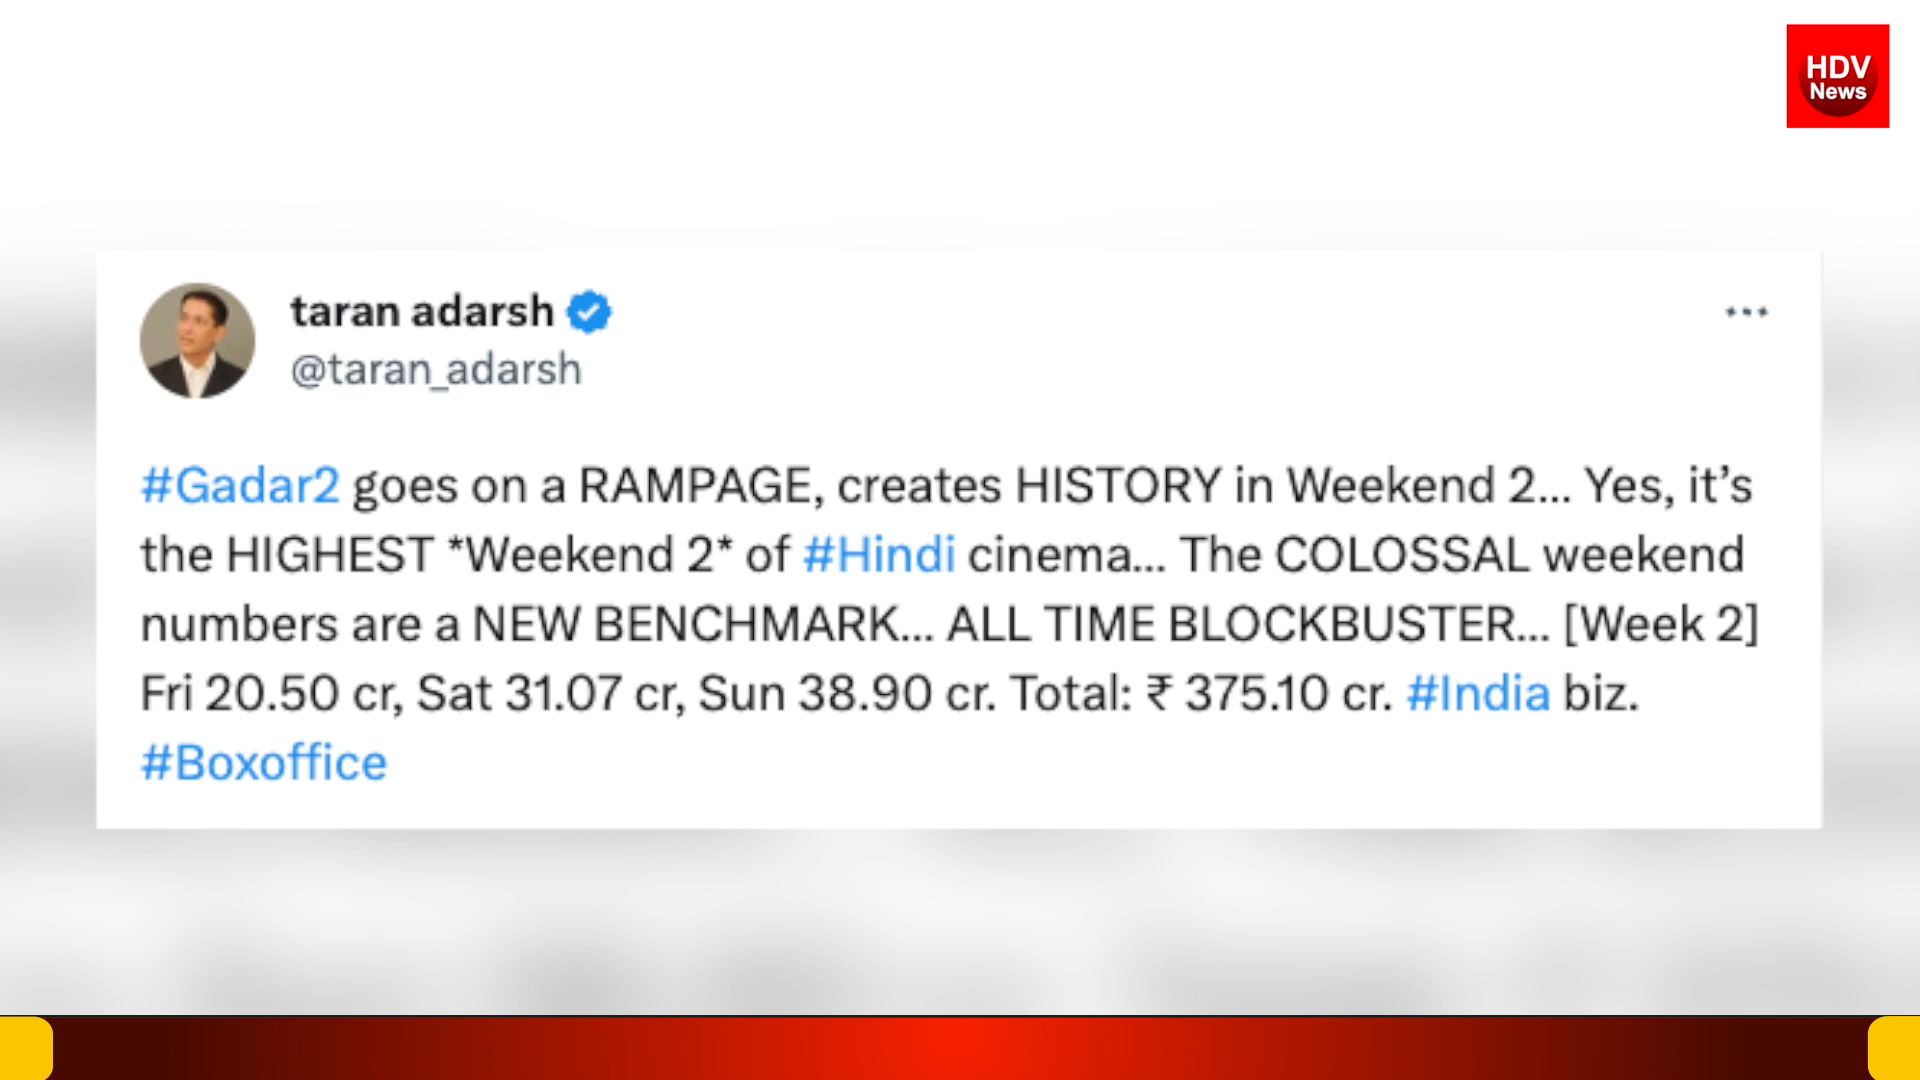 HDV
News
taran adarsh
@taran_adarsh
#Gadar2 goes on a RAMPAGE, creates HISTORY in Weekend 2... Yes, it’s
the HIGHEST *Weekend 2* of #Hindi cinema... The COLOSSAL weekend
numbers are a NEW BENCHMARK... ALL TIME BLOCKBUSTER... [Week 2]
Fri 20.50 cr, Sat 31.07 cr, Sun 38.90 cr. Total: ₹ 375.10 cr. #India biz.
#Boxoffice